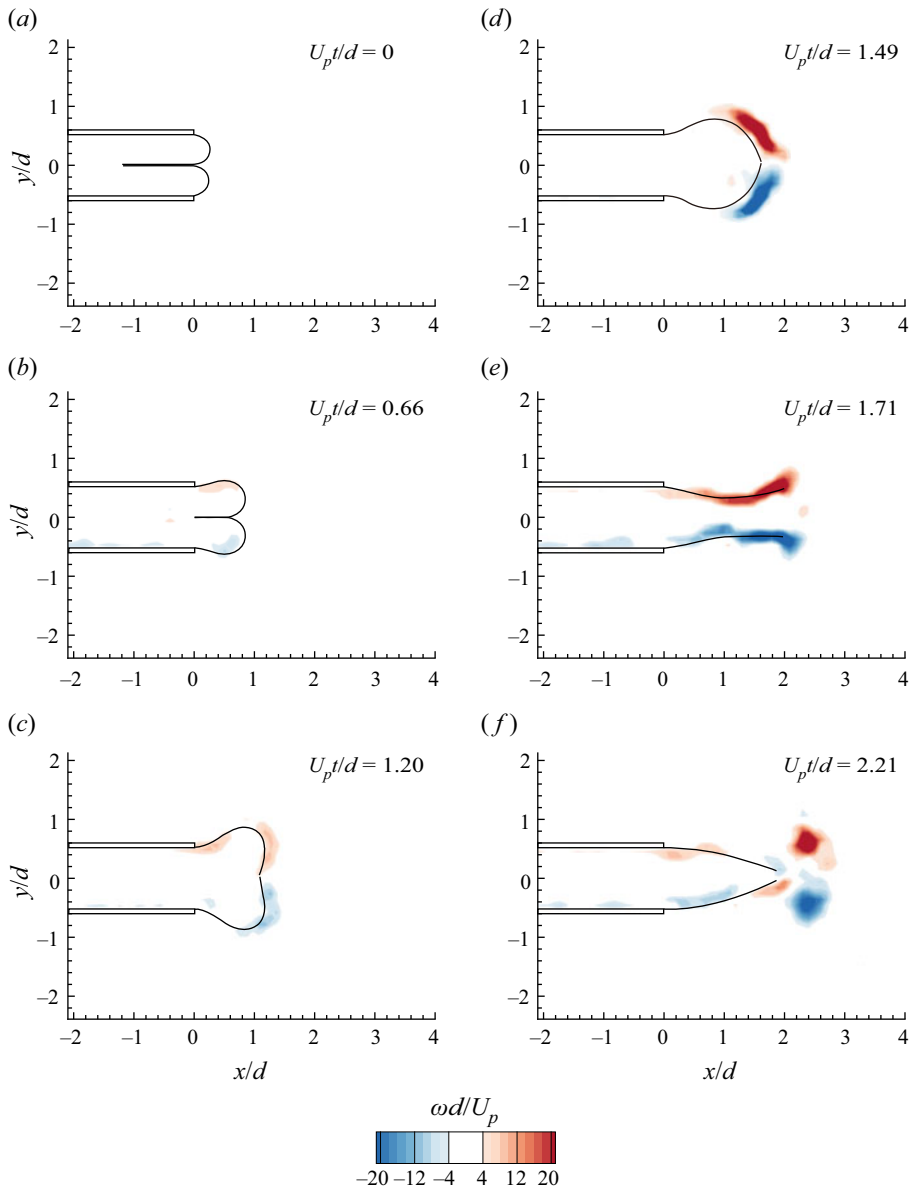 (a)
U_p t/d = 0
2
1
0
–1
–2
y/d
–2 –1 0 1 2 3 4
(d)
U_p t/d = 1.49
2
1
0
–1
–2
–2 –1 0 1 2 3 4
(b)
U_p t/d = 0.66
2
1
0
–1
–2
y/d
–2 –1 0 1 2 3 4
(e)
U_p t/d = 1.71
2
1
0
–1
–2
–2 –1 0 1 2 3 4
(c)
U_p t/d = 1.20
2
1
0
–1
–2
y/d
–2 –1 0 1 2 3 4
x/d
(f)
U_p t/d = 2.21
2
1
0
–1
–2
–2 –1 0 1 2 3 4
x/d
ωd/U_p
–20 –12 –4 4 12 20